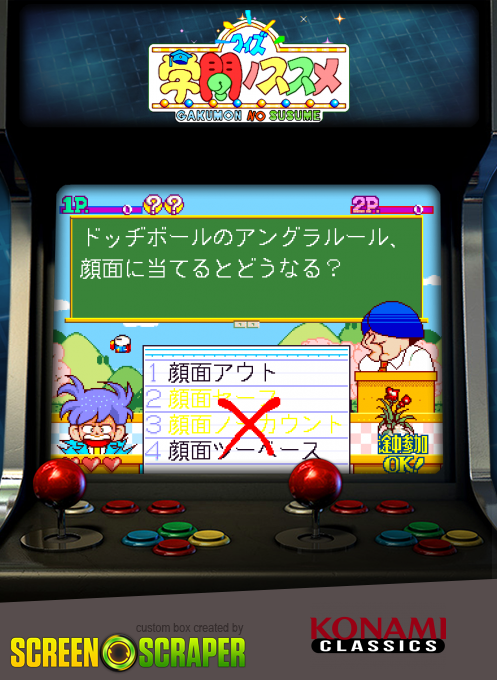 クイズ
学問ノススメ
GAKUMON NO SUSUME
1P. ??
2P.
ドッヂボールのアングラルール、
顔面に当てるとどうなる?
1 顔面アウト
2 顔面セーフ
3 顔面ノーカウント
4 顔面ツーベース
途中参加
OK!
custom box created by
SCREEN SCRAPER
KONAMI
CLASSICS